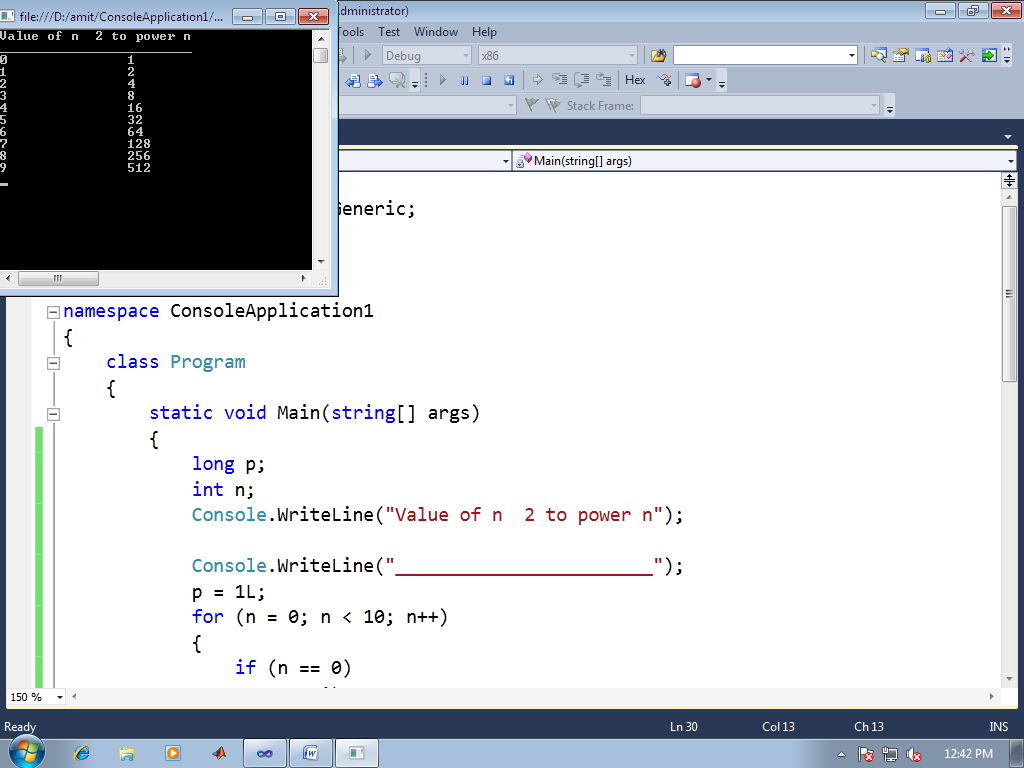 file:///D:/amit/ConsoleApplication1/...
Value of n  2 to power n
________________________
0 1
1 2
2 4
3 8
4 16
5 32
6 64
7 128
8 256
9 512
dministrator)
Tools Test Window Help
Debug x86
Hex
Stack Frame:
Main(string[] args)
Generic;
namespace ConsoleApplication1
{
class Program
{
static void Main(string[] args)
{
long p;
int n;
Console.WriteLine("Value of n  2 to power n");
Console.WriteLine("________________________");
p = 1L;
for (n = 0; n < 10; n++)
{
if (n == 0)
150 %
Ready Ln 30 Col 13 Ch 13 INS
12:42 PM